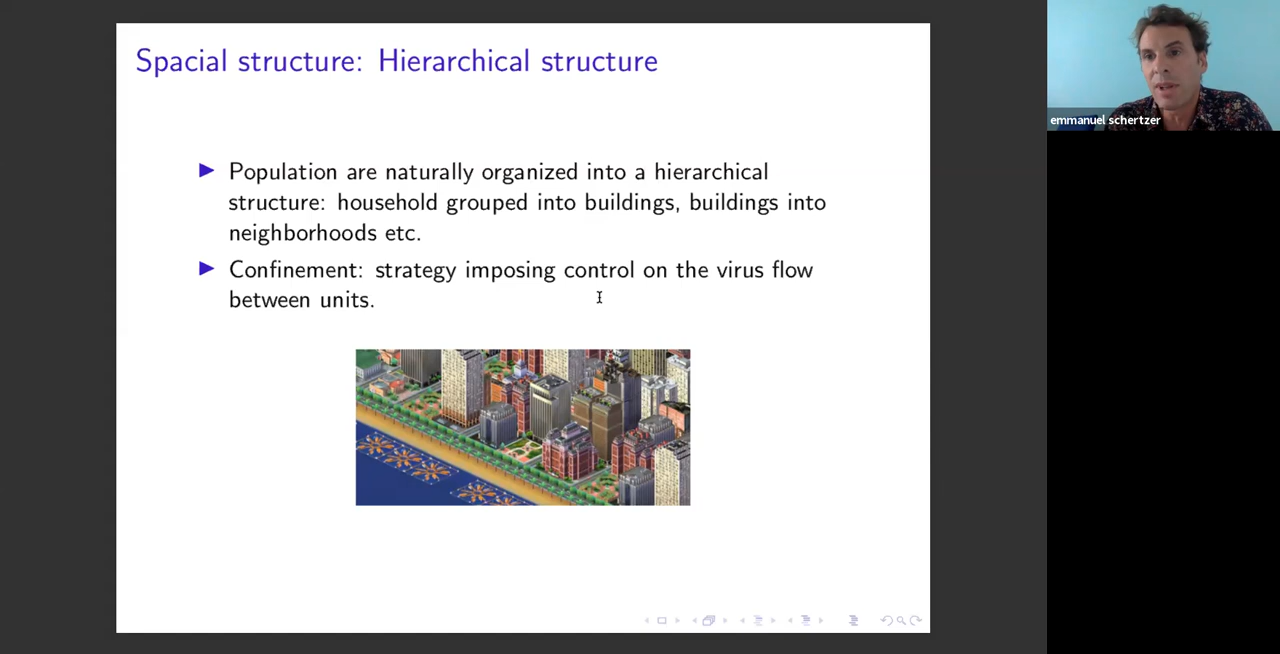 Spacial structure: Hierarchical structure
Population are naturally organized into a hierarchical
structure: household grouped into buildings, buildings into
neighborhoods etc.
Confinement: strategy imposing control on the virus flow
between units.
emmanuel schertzer